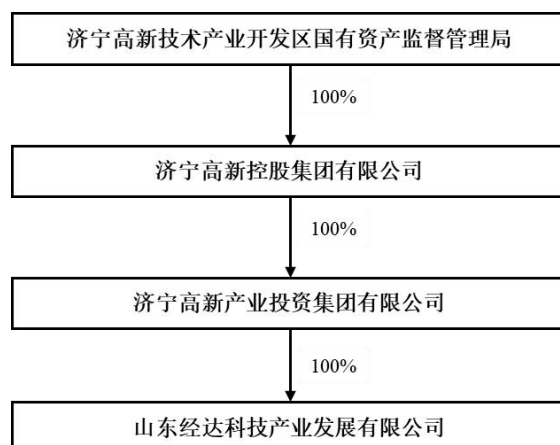 济宁高新技术产业开发区国有资产监督管理局
100%
济宁高新控股集团有限公司
100%
济宁高新产业投资集团有限公司
100%
山东经达科技产业发展有限公司